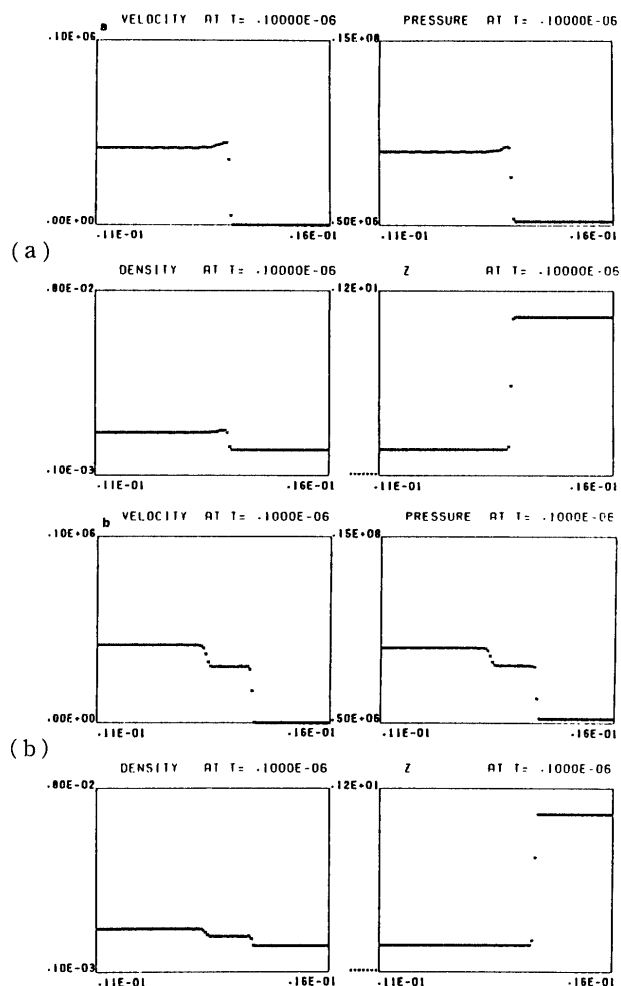 a VELOCITY AT T= .10000E-06 PRESSURE AT T= .10000E-06
.10E+06 .15E+08
.00E+00 .50E+06
.11E-01 .16E-01 .11E-01 .16E-01
(a)
DENSITY AT T= .10000E-06 Z AT T= .10000E-06
.80E-02 .12E+01
.10E-03
.11E-01 .16E-01 .11E-01 .16E-01
b VELOCITY AT T= .1000E-06 PRESSURE AT T= .1000E-06
.10E+06 .15E+08
.00E+00 .50E+06
.11E-01 .16E-01 .11E-01 .16E-01
(b)
DENSITY AT T= .1000E-06 Z AT T= .1000E-06
.80E-02 .12E+01
.10E-03
.11E-01 .16E-01 .11E-01 .16E-01